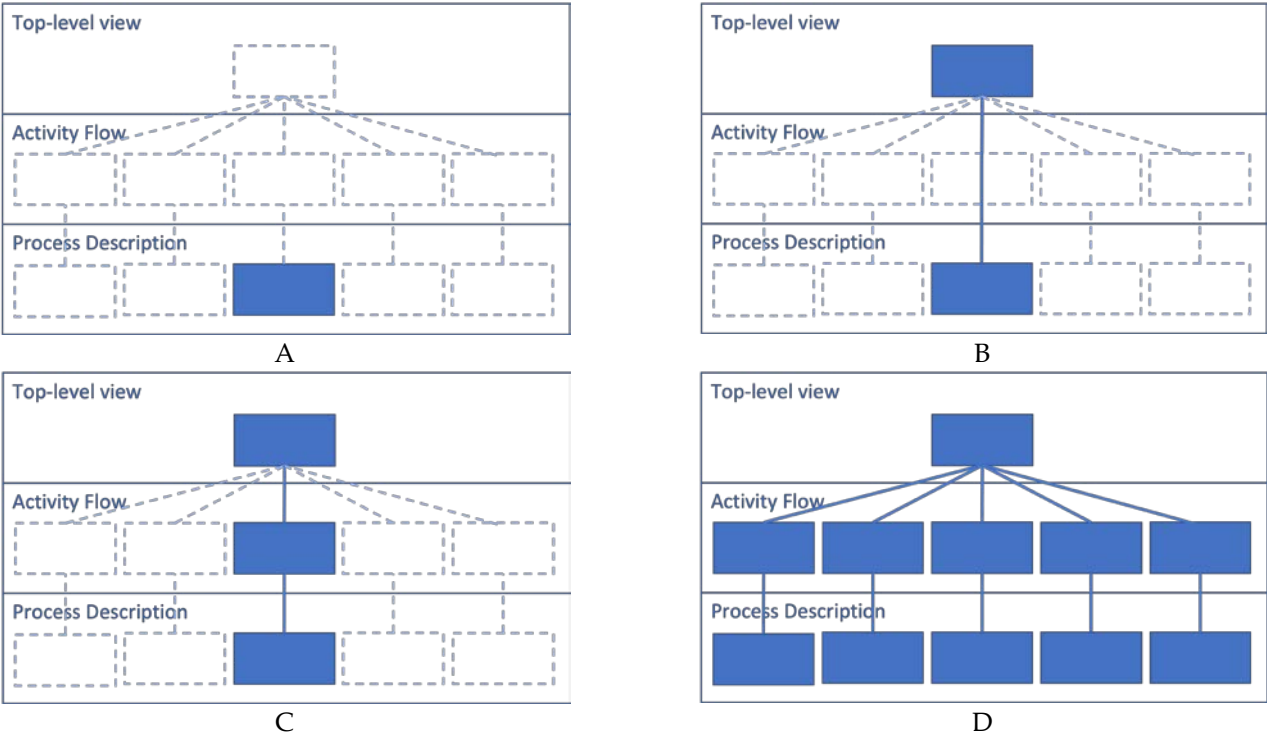 Top-level view
Activity Flow
Process Description
A
Top-level view
Activity Flow
Process Description
B
Top-level view
Activity Flow
Process Description
C
Top-level view
Activity Flow
Process Description
D